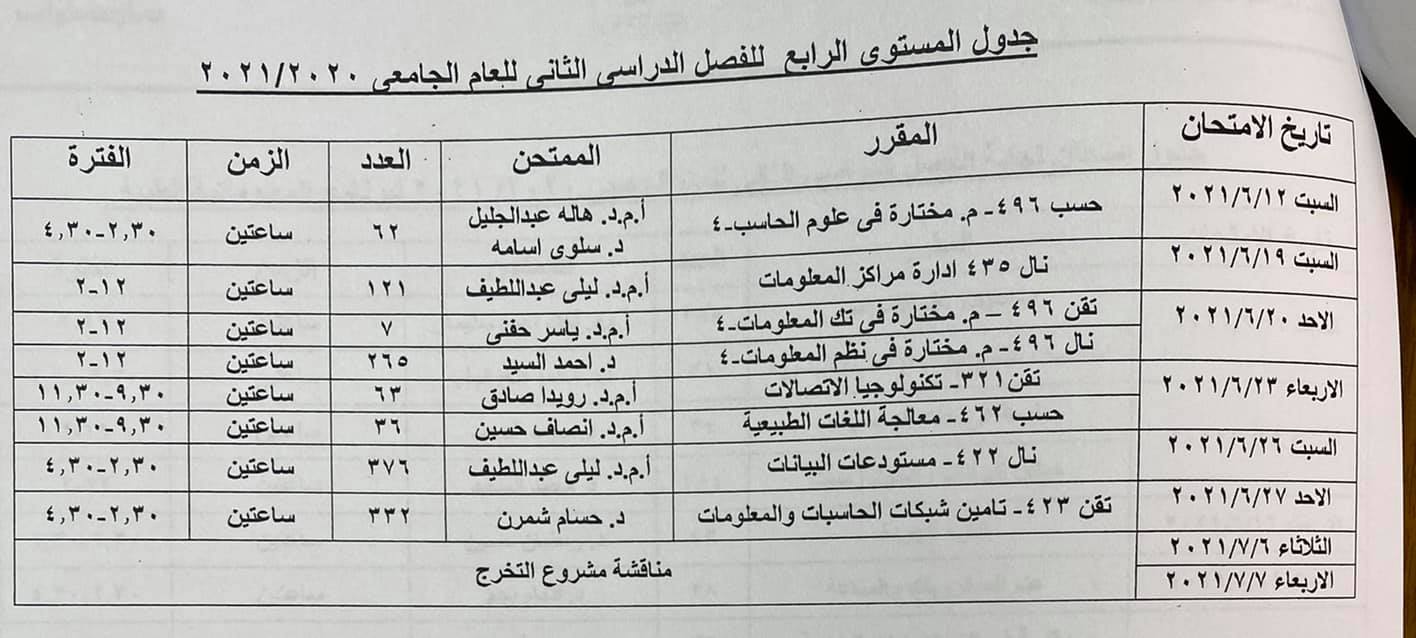 جدول المستوى الرابع للفصل الدراسى الثانى للعام الجامعى ٢٠٢١/٢٠٢٠
تاريخ الامتحان المقرر الممتحن العدد الزمن الفترة
السبت ٢٠٢١/٦/١٢ حسب ٤٩٦- م. مختارة فى علوم الحاسب-٤ أ.م.د. هاله عبدالجليل ٦٢ ساعتين ٢,٣٠-٤,٣٠
د. سلوى اسامه
السبت ٢٠٢١/٦/١٩ نال ٤٣٥ ادارة مراكز المعلومات أ.م.د. ليلى عبداللطيف ١٢١ ساعتين ١٢-٢
الاحد ٢٠٢١/٦/٢٠ تقن ٤٩٦ – م. مختارة فى تك المعلومات-٤ أ.م.د. ياسر حفنى ٧ ساعتين ١٢-٢
نال ٤٩٦- م. مختارة فى نظم المعلومات-٤ د. احمد السيد ٢٦٥ ساعتين ١٢-٢
الاربعاء ٢٠٢١/٦/٢٣ تقن٣٢١- تكنولوجيا الاتصالات أ.م.د. رويدا صادق ٦٣ ساعتين ٩,٣٠-١١,٣٠
حسب ٤٦٢- معالجة اللغات الطبيعية أ.م.د. انصاف حسين ٣٦ ساعتين ٩,٣٠-١١,٣٠
السبت ٢٠٢١/٦/٢٦ نال ٤٢٢- مستودعات البيانات أ.م.د. ليلى عبداللطيف ٣٧٦ ساعتين ٢,٣٠-٤,٣٠
الاحد ٢٠٢١/٦/٢٧ تقن ٤٢٣- تامين شبكات الحاسبات والمعلومات د. حسام شمرن ٣٣٢ ساعتين ٢,٣٠-٤,٣٠
الثلاثاء ٢٠٢١/٧/٦ مناقشة مشروع التخرج
الاربعاء ٢٠٢١/٧/٧